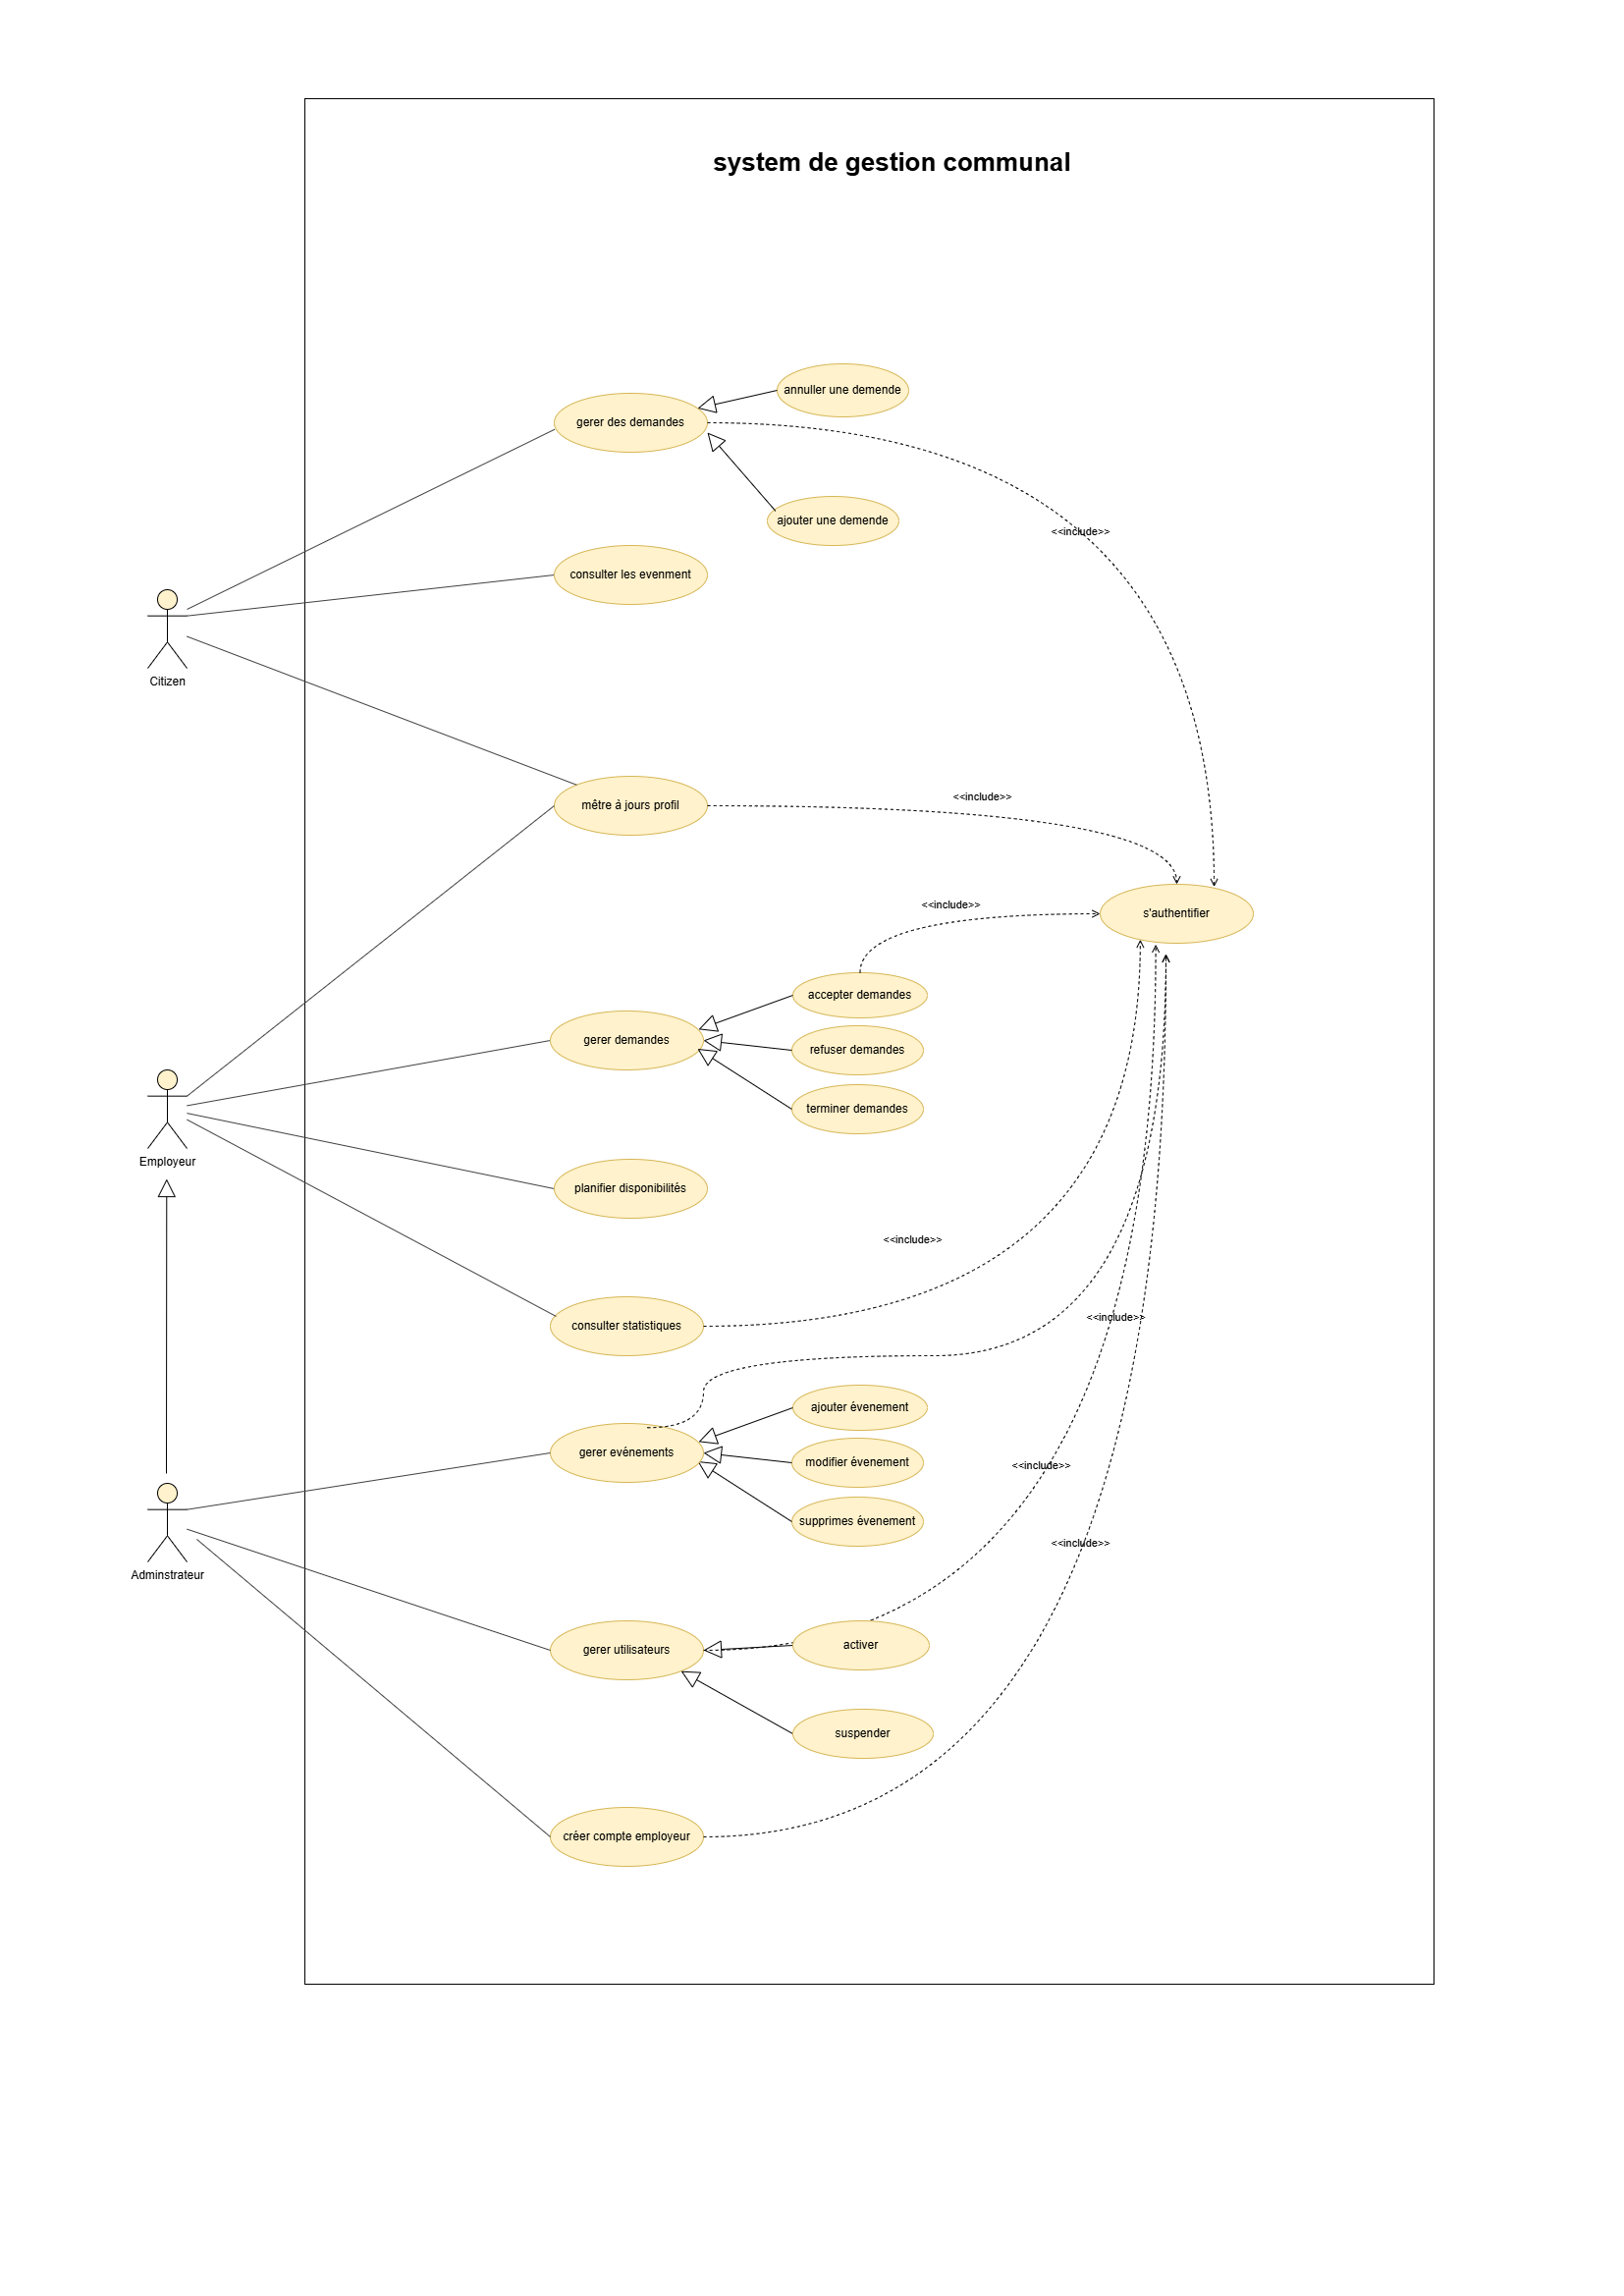 system de gestion communal
annuller une demende
gerer des demandes
ajouter une demende
<<include>>
consulter les evenment
Citizen
mêtre à jours profil
<<include>>
<<include>>
s'authentifier
accepter demandes
gerer demandes
refuser demandes
terminer demandes
Employeur
planifier disponibilités
<<include>>
consulter statistiques
<<include>>
ajouter évenement
gerer evénements
modifier évenement
<<include>>
supprimes évenement
<<include>>
Adminstrateur
activer
gerer utilisateurs
suspender
créer compte employeur